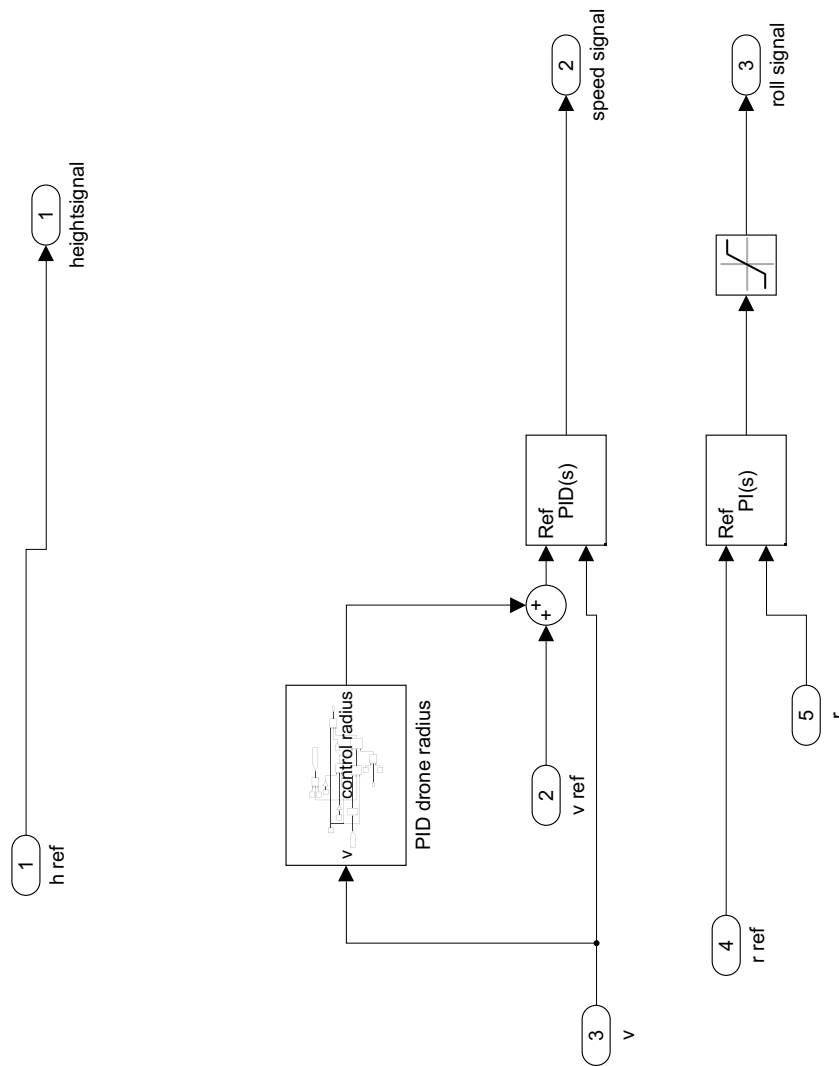 1
h ref
1
heightsignal
v
control radius
PID drone radius
3
v
2
v ref
+
+
Ref
PID(s)
2
speed signal
4
r ref
5
r
Ref
PI(s)
3
roll signal